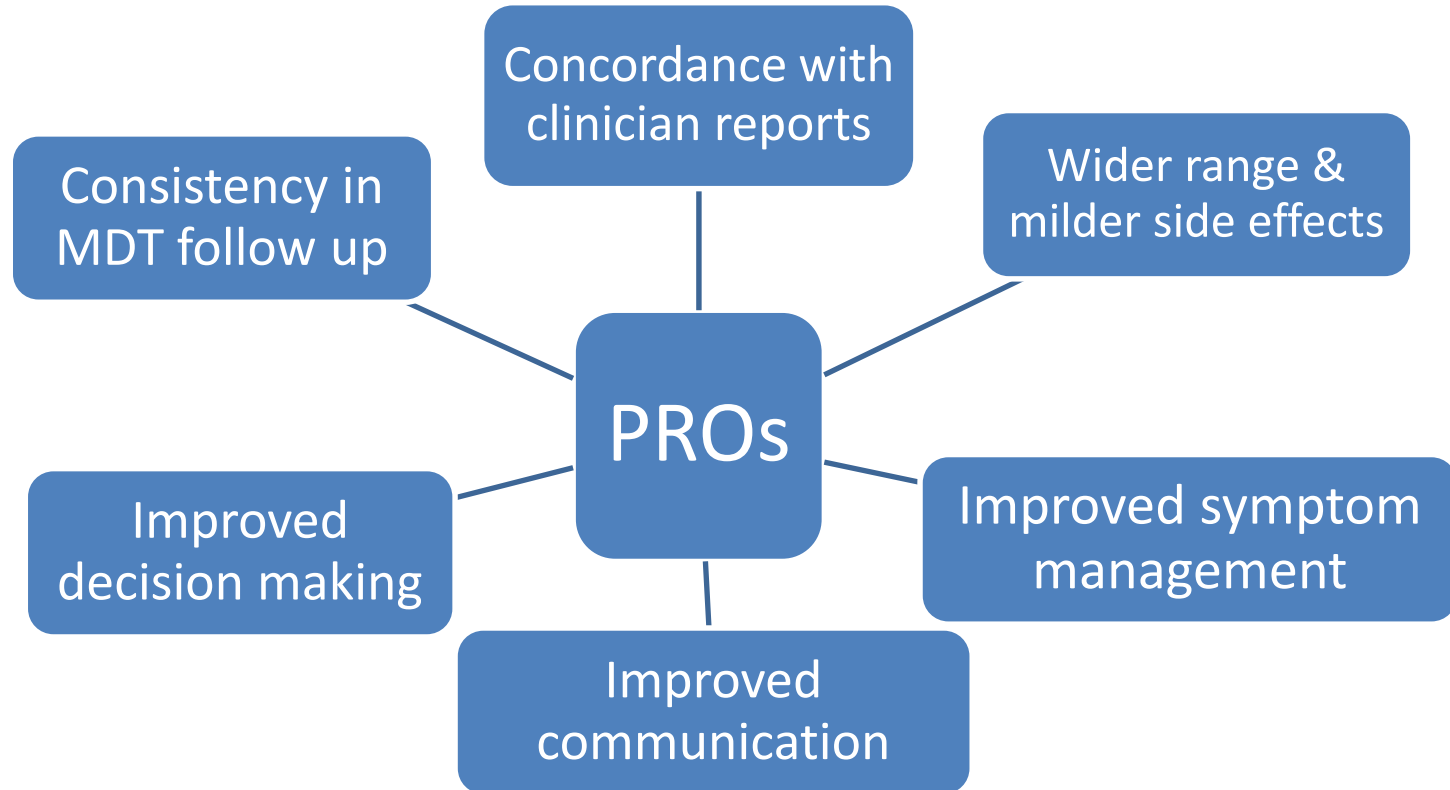 Concordance with
clinician reports
Wider range &
milder side effects
Improved symptom
management
Improved
communication
Improved
decision making
Consistency in
MDT follow up
PROs